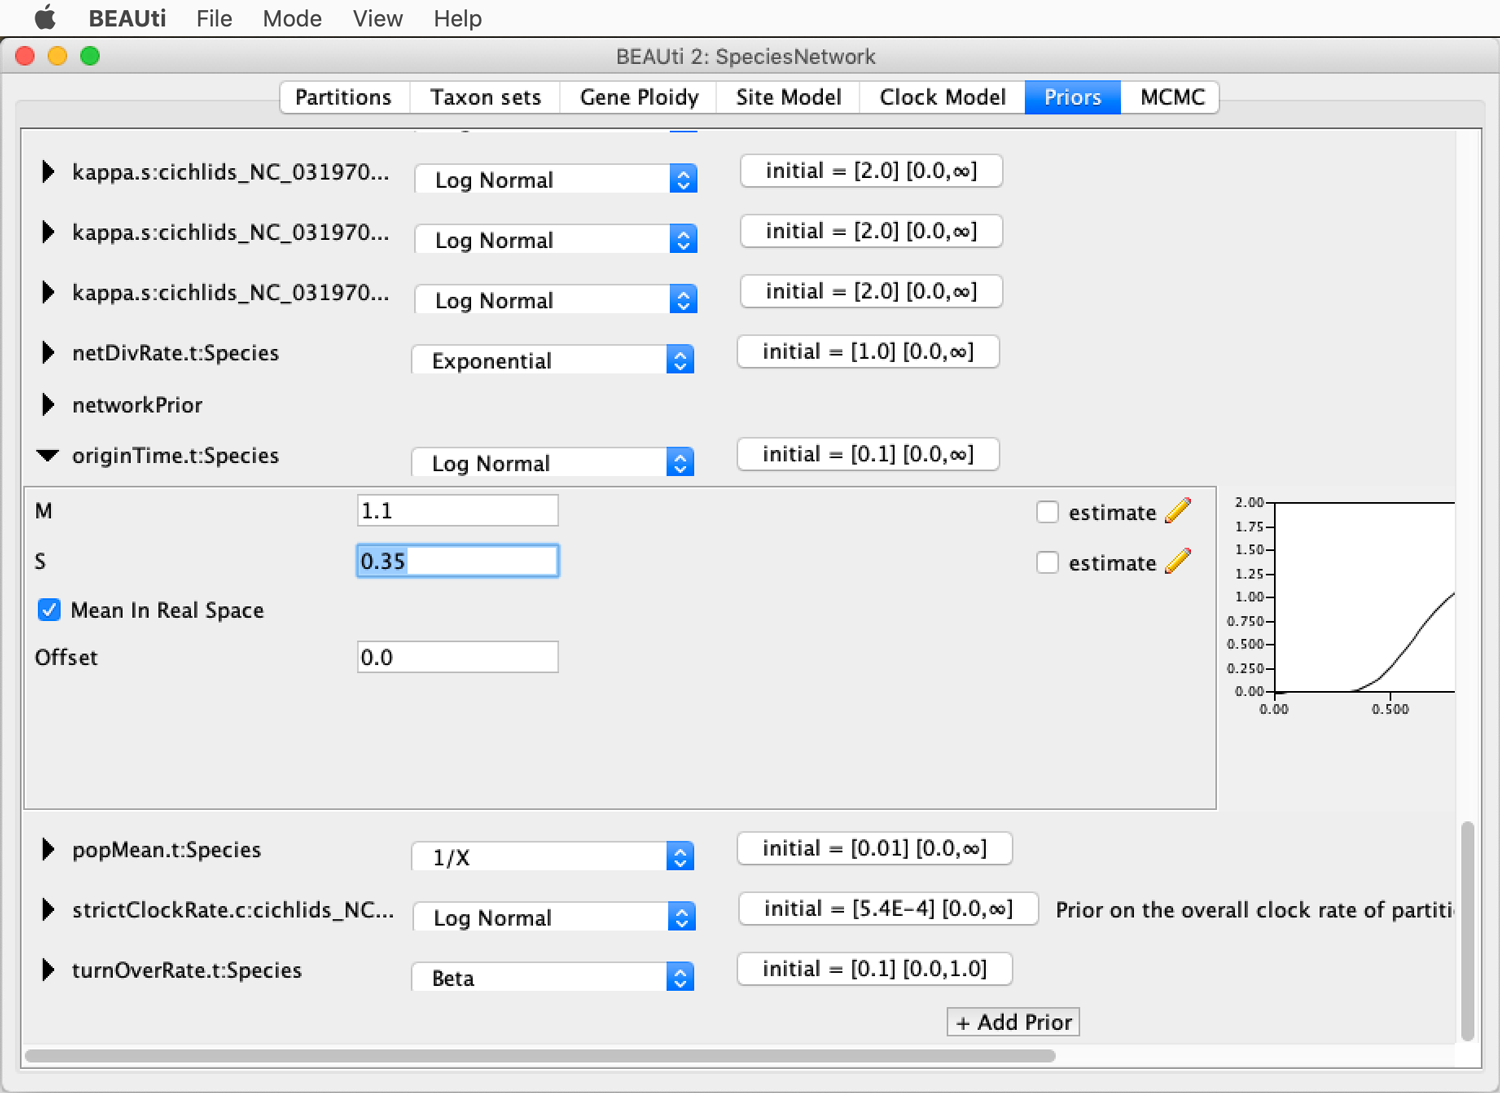 BEAUti File Mode View Help
BEAUti 2: SpeciesNetwork
Partitions Taxon sets Gene Ploidy Site Model Clock Model Priors MCMC
kappa.s:cichlids_NC_031970... Log Normal initial = [2.0] [0.0,∞]
kappa.s:cichlids_NC_031970... Log Normal initial = [2.0] [0.0,∞]
kappa.s:cichlids_NC_031970... Log Normal initial = [2.0] [0.0,∞]
netDivRate.t:Species Exponential initial = [1.0] [0.0,∞]
networkPrior
originTime.t:Species Log Normal initial = [0.1] [0.0,∞]
M 1.1 estimate
S 0.35 estimate
Mean In Real Space
Offset 0.0
2.00
1.75
1.50
1.25
1.00
0.750
0.500
0.250
0.00
0.00 0.500
popMean.t:Species 1/X initial = [0.01] [0.0,∞]
strictClockRate.c:cichlids_NC... Log Normal initial = [5.4E-4] [0.0,∞] Prior on the overall clock rate of partiti
turnOverRate.t:Species Beta initial = [0.1] [0.0,1.0]
+ Add Prior